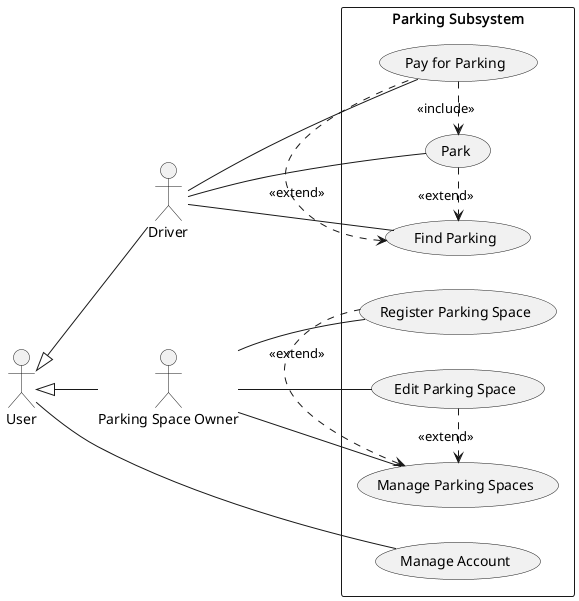 Parking Subsystem
Pay for Parking
«include»
Park
«extend»
«extend»
Driver
Find Parking
Register Parking Space
«extend»
User
Parking Space Owner
Edit Parking Space
«extend»
Manage Parking Spaces
Manage Account